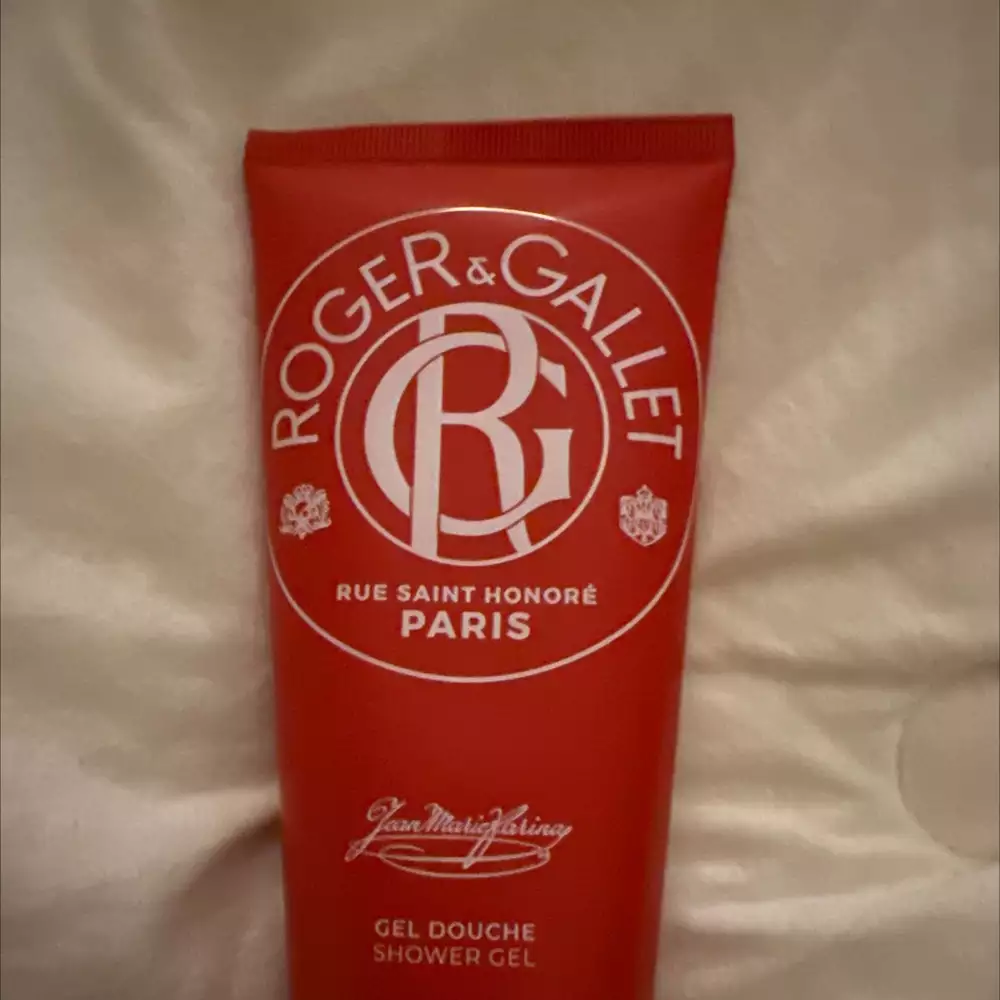 ROGER & GALLET
RG
RUE SAINT HONORÉ
PARIS
Jean Marie Farina
GEL DOUCHE
SHOWER GEL